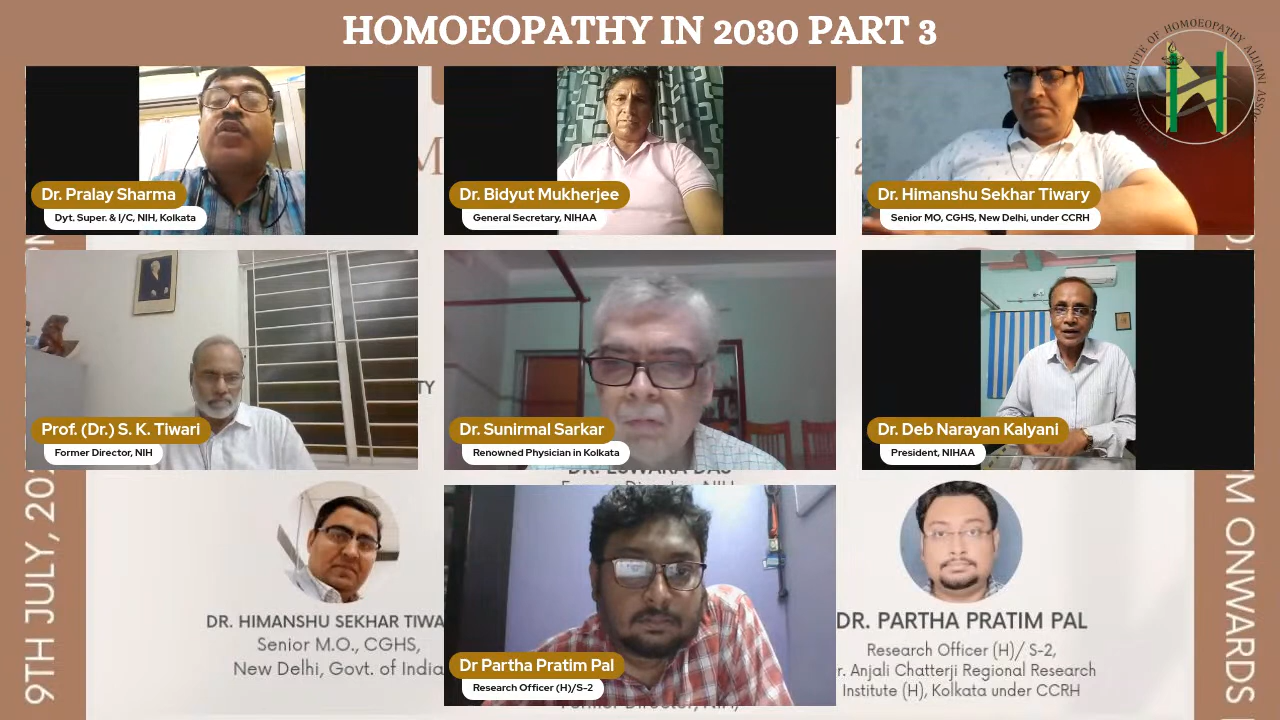 HOMOEOPATHY IN 2030 PART 3
INSTITUTE OF HOMOEOPATHY ALUMNI
Dr. Pralay Sharma
Dyt. Super. & I/C, NIH, Kolkata
Dr. Bidyut Mukherjee
General Secretary, NIHAA
Dr. Himanshu Sekhar Tiwary
Senior MO, CGHS, New Delhi, under CCRH
Prof. (Dr.) S. K. Tiwari
Former Director, NIH
Dr. Sunirmal Sarkar
Renowned Physician in Kolkata
Dr. Deb Narayan Kalyani
President, NIHAA
9TH JULY, 20
ONWARDS
DR. HIMANSHU SEKHAR TIWA
Senior M.O., CGHS,
New Delhi, Govt. of India
Dr Partha Pratim Pal
Research Officer (H)/S-2
DR. PARTHA PRATIM PAL
Research Officer (H)/ S-2,
r. Anjali Chatterji Regional Research
Institute (H), Kolkata under CCRH